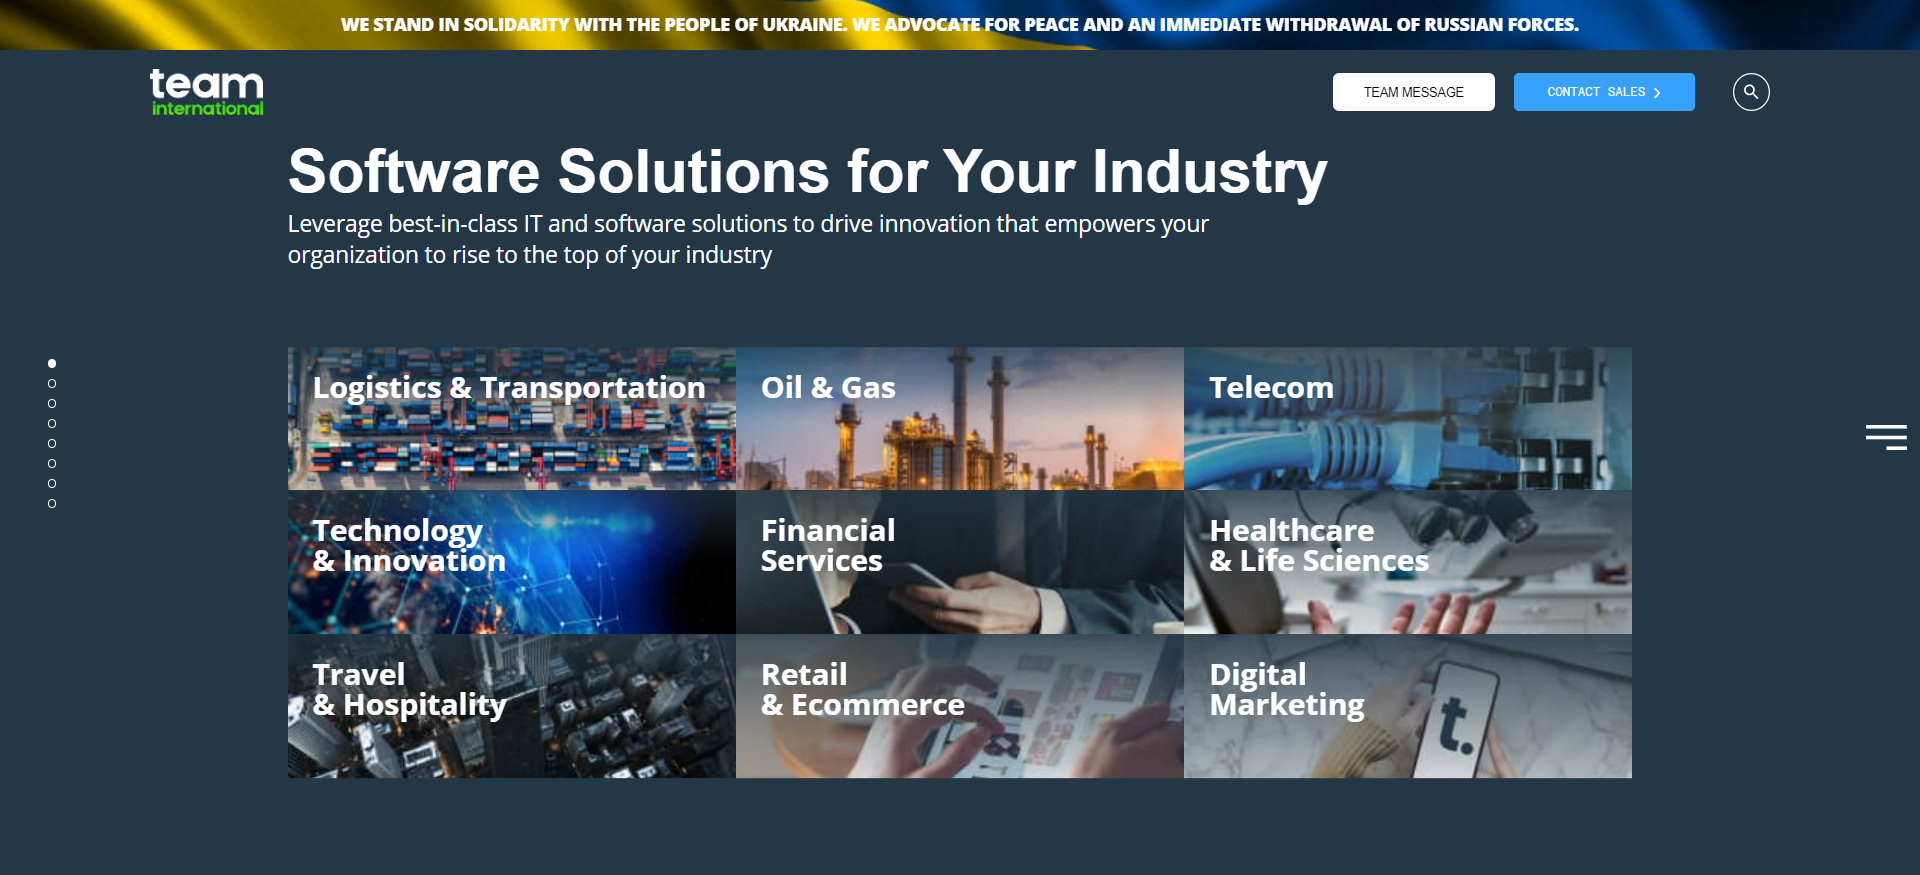 WE STAND IN SOLIDARITY WITH THE PEOPLE OF UKRAINE. WE ADVOCATE FOR PEACE AND AN IMMEDIATE WITHDRAWAL OF RUSSIAN FORCES.
team
international
TEAM MESSAGE
CONTACT SALES
Software Solutions for Your Industry
Leverage best-in-class IT and software solutions to drive innovation that empowers your
organization to rise to the top of your industry
Logistics & Transportation
Oil & Gas
Telecom
Technology
& Innovation
Financial
Services
Healthcare
& Life Sciences
Travel
& Hospitality
Retail
& Ecommerce
Digital
Marketing
t.